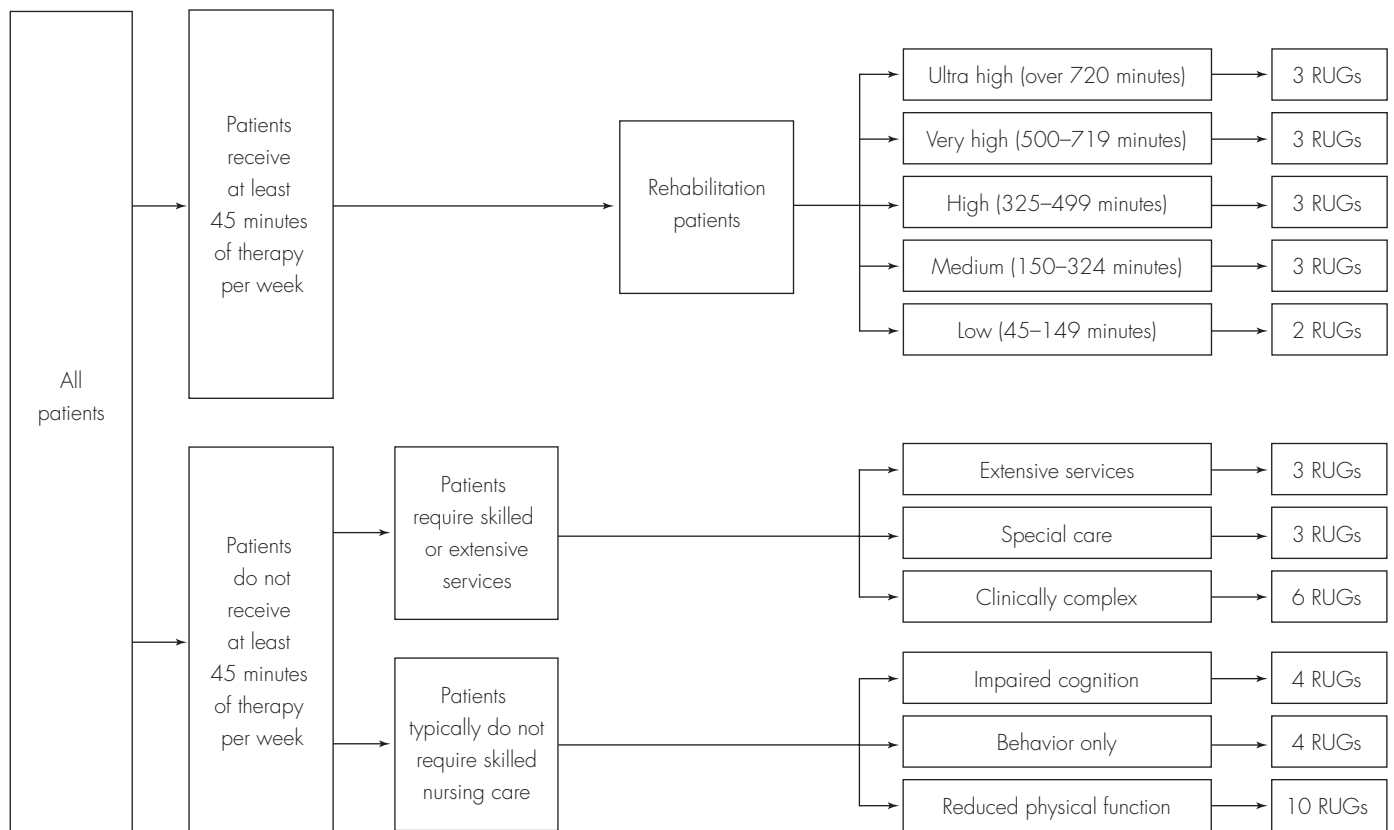 All
patients
Patients
receive
at least
45 minutes
of therapy
per week
Rehabilitation
patients
Ultra high (over 720 minutes)
3 RUGs
Very high (500–719 minutes)
3 RUGs
High (325–499 minutes)
3 RUGs
Medium (150–324 minutes)
3 RUGs
Low (45–149 minutes)
2 RUGs
Patients
do not
receive
at least
45 minutes
of therapy
per week
Patients
require skilled
or extensive
services
Extensive services
3 RUGs
Special care
3 RUGs
Clinically complex
6 RUGs
Patients
typically do not
require skilled
nursing care
Impaired cognition
4 RUGs
Behavior only
4 RUGs
Reduced physical function
10 RUGs